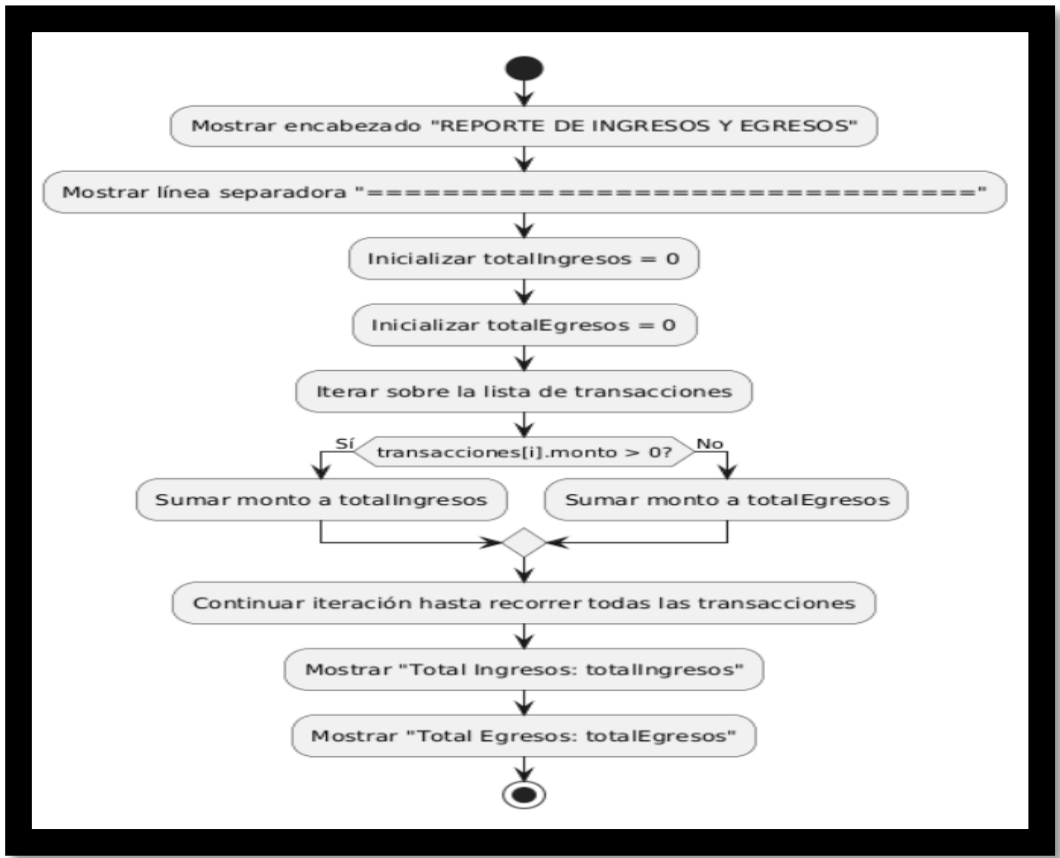 Mostrar encabezado "REPORTE DE INGRESOS Y EGRESOS"
Mostrar línea separadora "================================"
Inicializar totalIngresos = 0
Inicializar totalEgresos = 0
Iterar sobre la lista de transacciones
Sí
transacciones[i].monto > 0?
No
Sumar monto a totalIngresos
Sumar monto a totalEgresos
Continuar iteración hasta recorrer todas las transacciones
Mostrar "Total Ingresos: totalIngresos"
Mostrar "Total Egresos: totalEgresos"